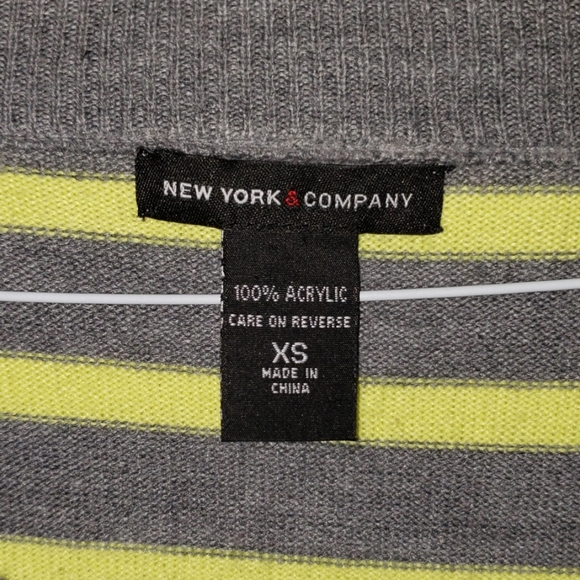 NEW YORK & COMPANY
100% ACRYLIC
CARE ON REVERSE
XS
MADE IN
CHINA